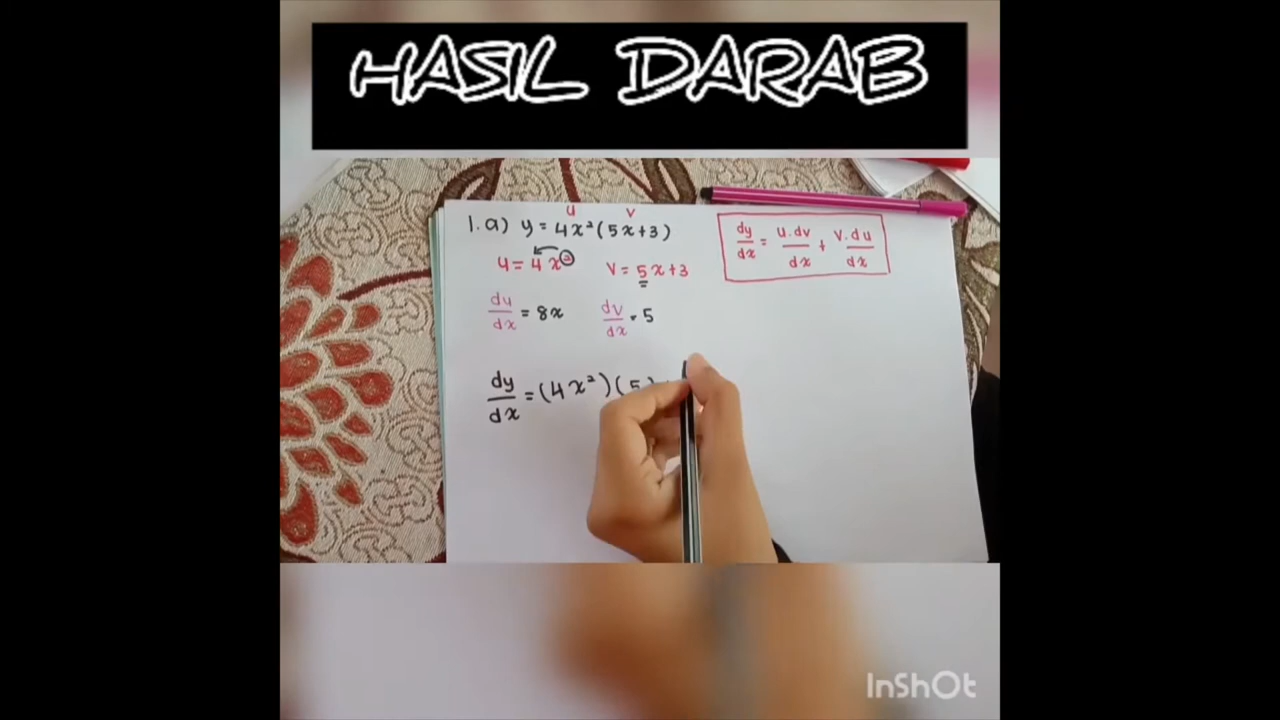 HASIL DARAB
u v
1.a) y = 4x²(5x+3)
dy/dx = u.dv/dx + v.du/dx
u = 4x² v = 5x+3
du/dx = 8x dv/dx = 5
dy/dx = (4x²)(5)
InShOt